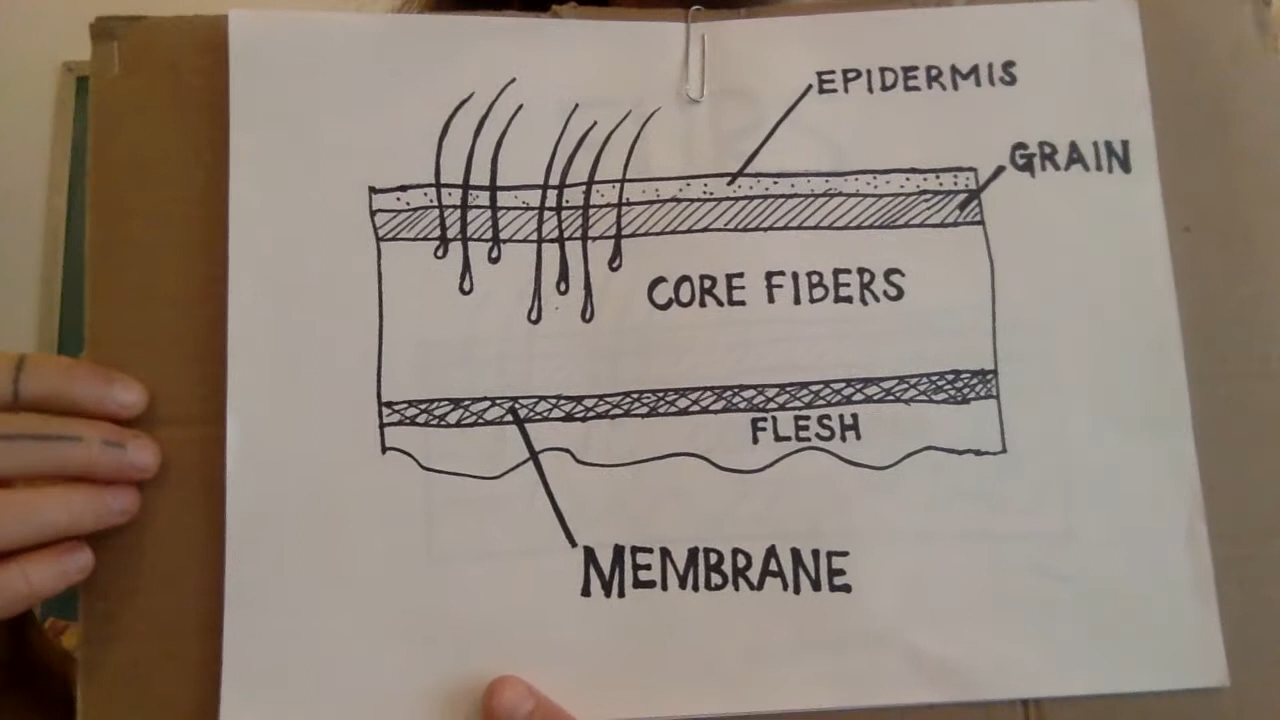 EPIDERMIS
GRAIN
CORE FIBERS
FLESH
MEMBRANE